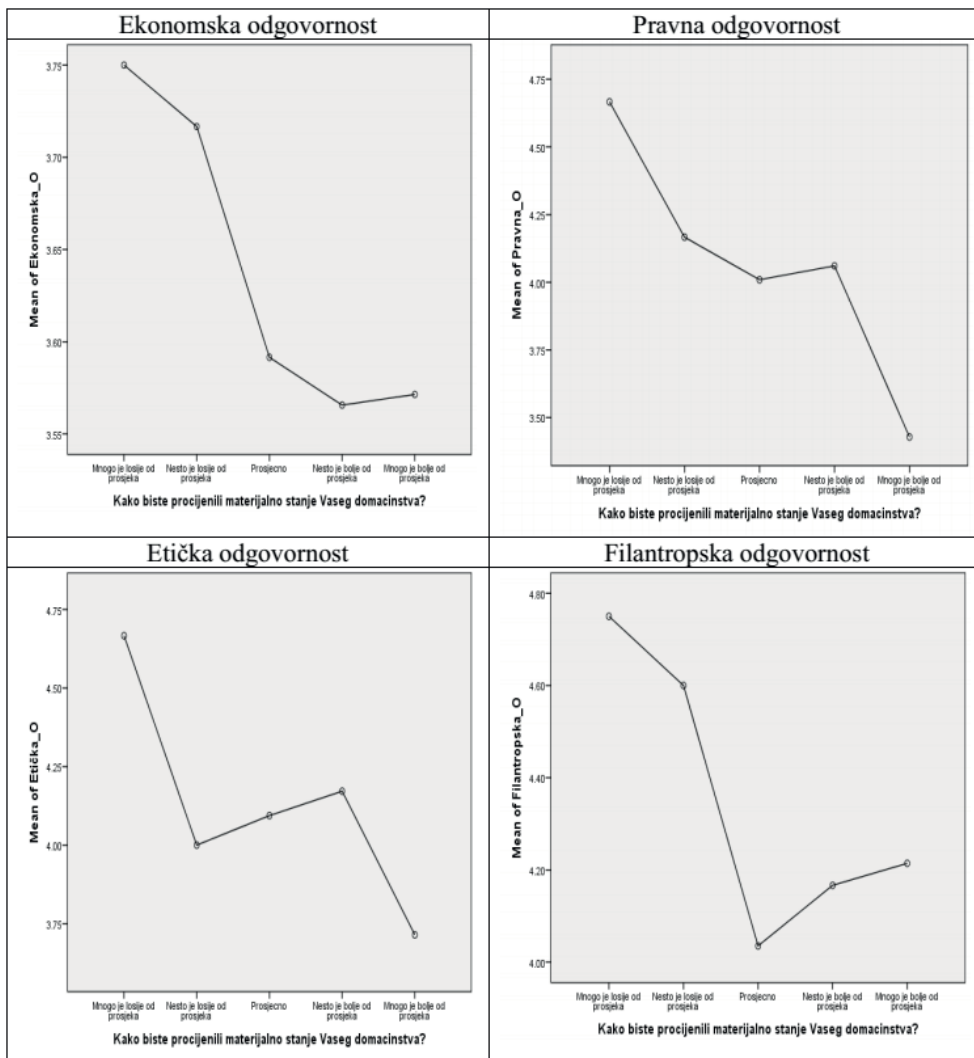 Ekonomska odgovornost
Mean of Ekonomska_O
3.75
3.70
3.65
3.60
3.55
Mnogo je losije od
prosjeka
Nesto je losije od
prosjeka
Prosjecno
Nesto je bolje od
prosjeka
Mnogo je bolje od
prosjeka
Kako biste procijenili materijalno stanje Vaseg domacinstva?
Pravna odgovornost
Mean of Pravna_O
4.75
4.50
4.25
4.00
3.75
3.50
Mnogo je losije od
prosjeka
Nesto je losije od
prosjeka
Prosjecno
Nesto je bolje od
prosjeka
Mnogo je bolje od
prosjeka
Kako biste procijenili materijalno stanje Vaseg domacinstva?
Etička odgovornost
Mean of Etička_O
4.75
4.50
4.25
4.00
3.75
Mnogo je losije od
prosjeka
Nesto je losije od
prosjeka
Prosjecno
Nesto je bolje od
prosjeka
Mnogo je bolje od
prosjeka
Kako biste procijenili materijalno stanje Vaseg domacinstva?
Filantropska odgovornost
Mean of Filantropska_O
4.80
4.60
4.40
4.20
4.00
Mnogo je losije od
prosjeka
Nesto je losije od
prosjeka
Prosjecno
Nesto je bolje od
prosjeka
Mnogo je bolje od
prosjeka
Kako biste procijenili materijalno stanje Vaseg domacinstva?